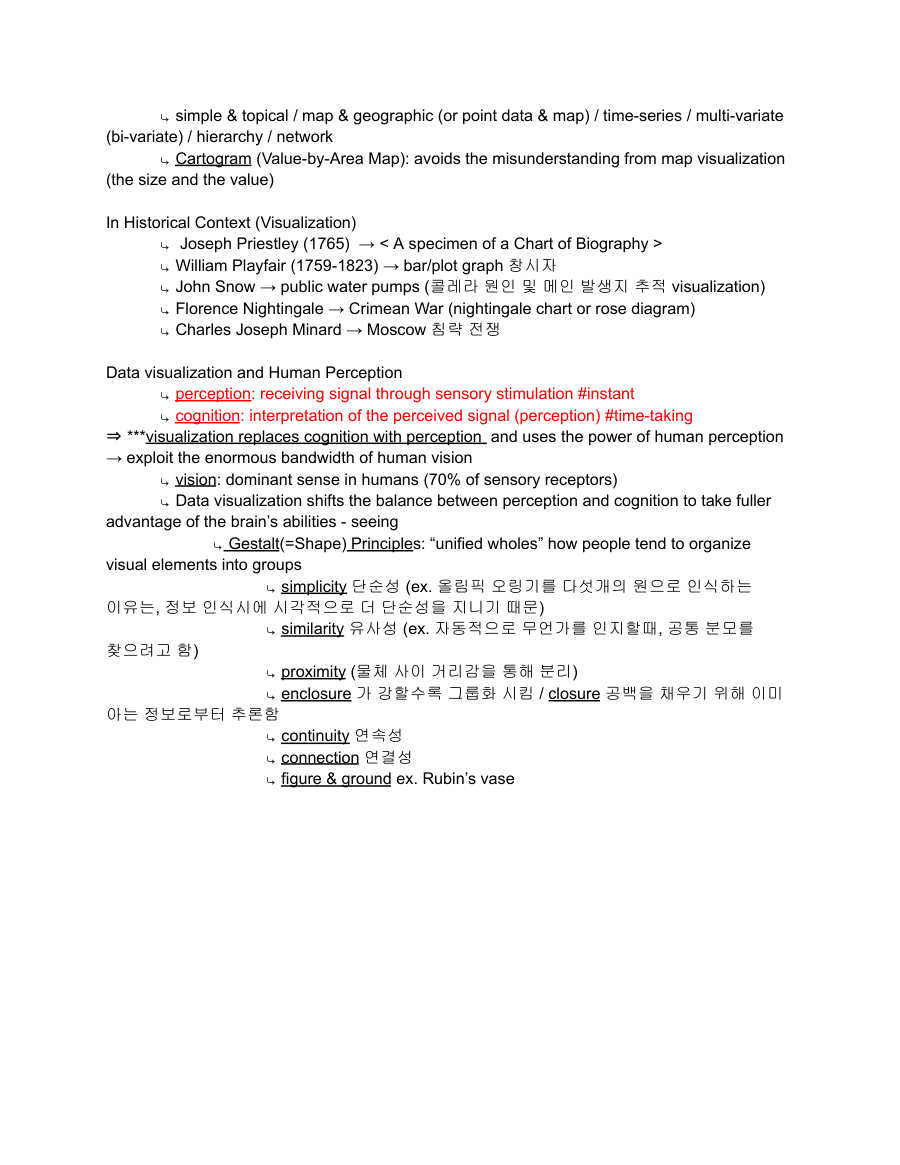 ↳ simple & topical / map & geographic (or point data & map) / time-series / multi-variate
(bi-variate) / hierarchy / network
↳ Cartogram (Value-by-Area Map): avoids the misunderstanding from map visualization
(the size and the value)
In Historical Context (Visualization)
↳ Joseph Priestley (1765) → < A specimen of a Chart of Biography >
↳ William Playfair (1759-1823) → bar/plot graph 창시자
↳ John Snow → public water pumps (콜레라 원인 및 메인 발생지 추적 visualization)
↳ Florence Nightingale → Crimean War (nightingale chart or rose diagram)
↳ Charles Joseph Minard → Moscow 침략 전쟁
Data visualization and Human Perception
↳ perception: receiving signal through sensory stimulation #instant
↳ cognition: interpretation of the perceived signal (perception) #time-taking
⇒ ***visualization replaces cognition with perception and uses the power of human perception
→ exploit the enormous bandwidth of human vision
↳ vision: dominant sense in humans (70% of sensory receptors)
↳ Data visualization shifts the balance between perception and cognition to take fuller
advantage of the brain’s abilities - seeing
↳ Gestalt(=Shape) Principles: “unified wholes” how people tend to organize
visual elements into groups
↳ simplicity 단순성 (ex. 올림픽 오링기를 다섯개의 원으로 인식하는
이유는, 정보 인식시에 시각적으로 더 단순성을 지니기 때문)
↳ similarity 유사성 (ex. 자동적으로 무언가를 인지할때, 공통 분모를
찾으려고 함)
↳ proximity (물체 사이 거리감을 통해 분리)
↳ enclosure 가 강할수록 그룹화 시킴 / closure 공백을 채우기 위해 이미
아는 정보로부터 추론함
↳ continuity 연속성
↳ connection 연결성
↳ figure & ground ex. Rubin’s vase